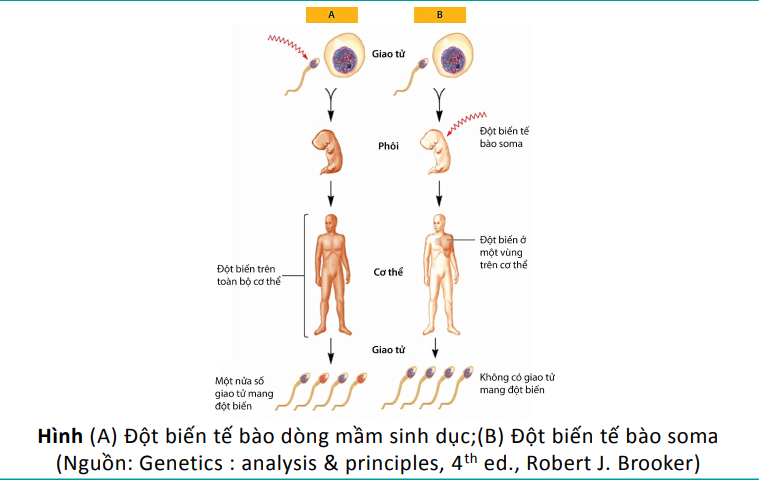 A
B
Giao tử
Phôi
Đột biến tế
bào soma
Đột biến trên
toàn bộ cơ thể
Cơ thể
Đột biến ở
một vùng
trên cơ thể
Giao tử
Một nửa số
giao tử mang
đột biến
Không có giao tử
mang đột biến
Hình (A) Đột biến tế bào dòng mầm sinh dục;(B) Đột biến tế bào soma
(Nguồn: Genetics : analysis & principles, 4th ed., Robert J. Brooker)